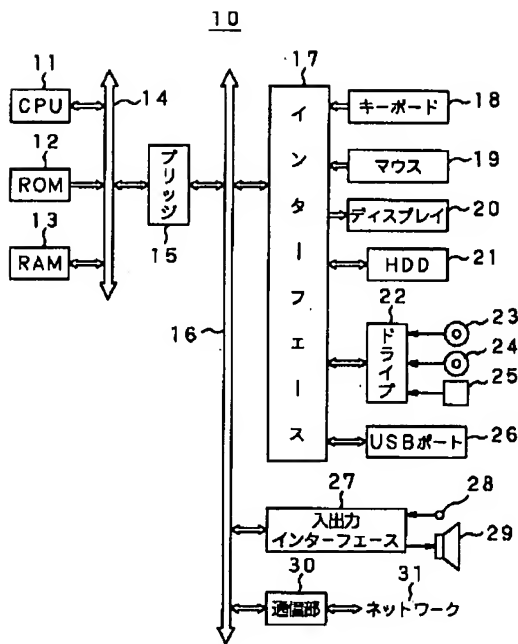 10
11
CPU
12
ROM
13
RAM
14
ブリッジ
15
16
17
インターフェース
キーボード 18
マウス 19
ディスプレイ 20
HDD 21
22
ドライブ
23
24
25
USBポート 26
27
入出力
インターフェース
28
29
30
通信部
31
ネットワーク